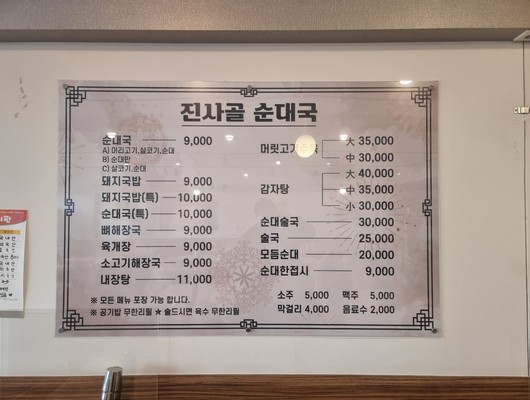 진사골 순대국
순대국 9,000
A) 머리고기,살코기,순대
B) 순대만
C) 살코기,순대
돼지국밥 9,000
돼지국밥(특) 10,000
순대국(특) 10,000
뼈해장국 9,000
육개장 9,000
소고기해장국 9,000
내장탕 11,000
머릿고기 大 35,000
中 30,000
감자탕 大 40,000
中 35,000
小 30,000
순대술국 30,000
술국 25,000
모듬순대 20,000
순대한접시 9,000
※ 모든 메뉴 포장 가능 합니다.
※ 공기밥 무한리필 ★ 술드시면 육수 무한리필
소주 5,000 맥주 5,000
막걸리 4,000 음료수 2,000